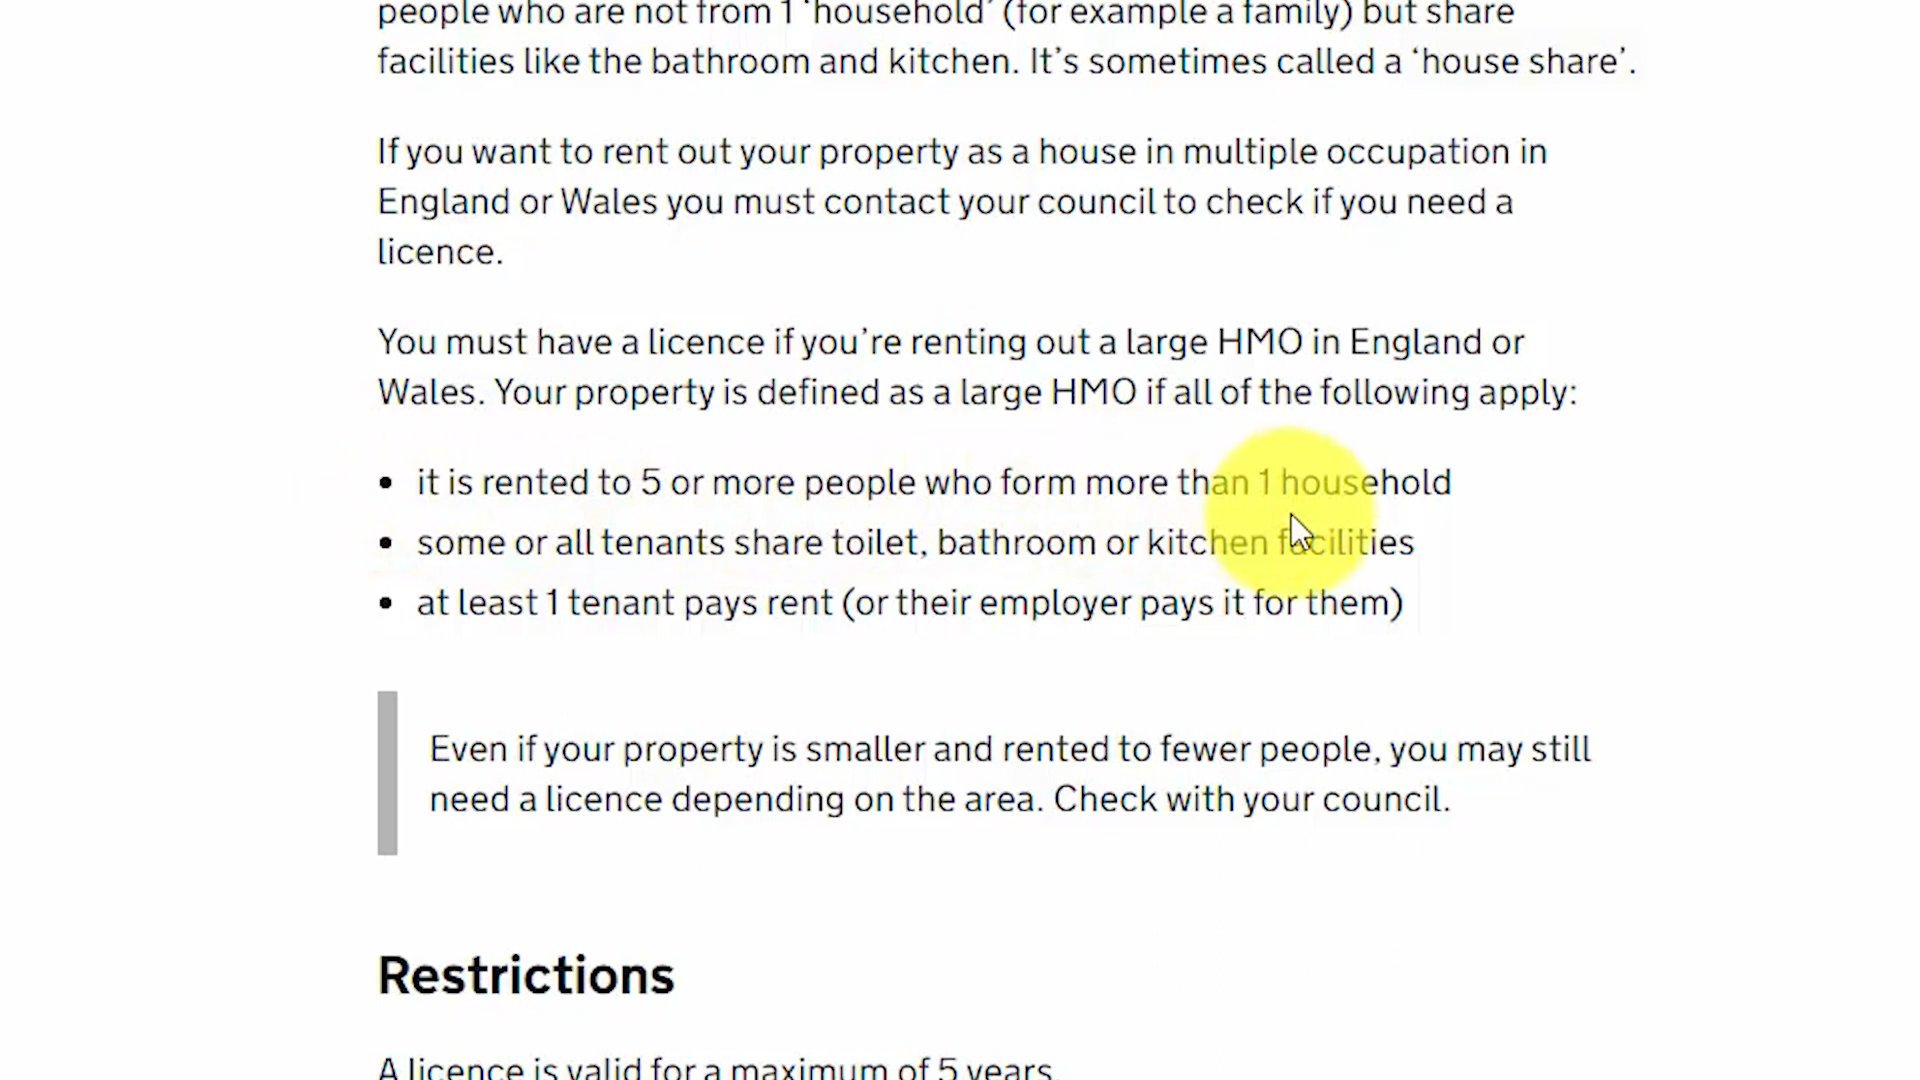 people who are not from 1 ‘household’ (for example a family) but share
facilities like the bathroom and kitchen. It’s sometimes called a ‘house share’.
If you want to rent out your property as a house in multiple occupation in
England or Wales you must contact your council to check if you need a
licence.
You must have a licence if you’re renting out a large HMO in England or
Wales. Your property is defined as a large HMO if all of the following apply:
• it is rented to 5 or more people who form more than 1 household
• some or all tenants share toilet, bathroom or kitchen facilities
• at least 1 tenant pays rent (or their employer pays it for them)
Even if your property is smaller and rented to fewer people, you may still
need a licence depending on the area. Check with your council.
Restrictions
A licence is valid for a maximum of 5 years.